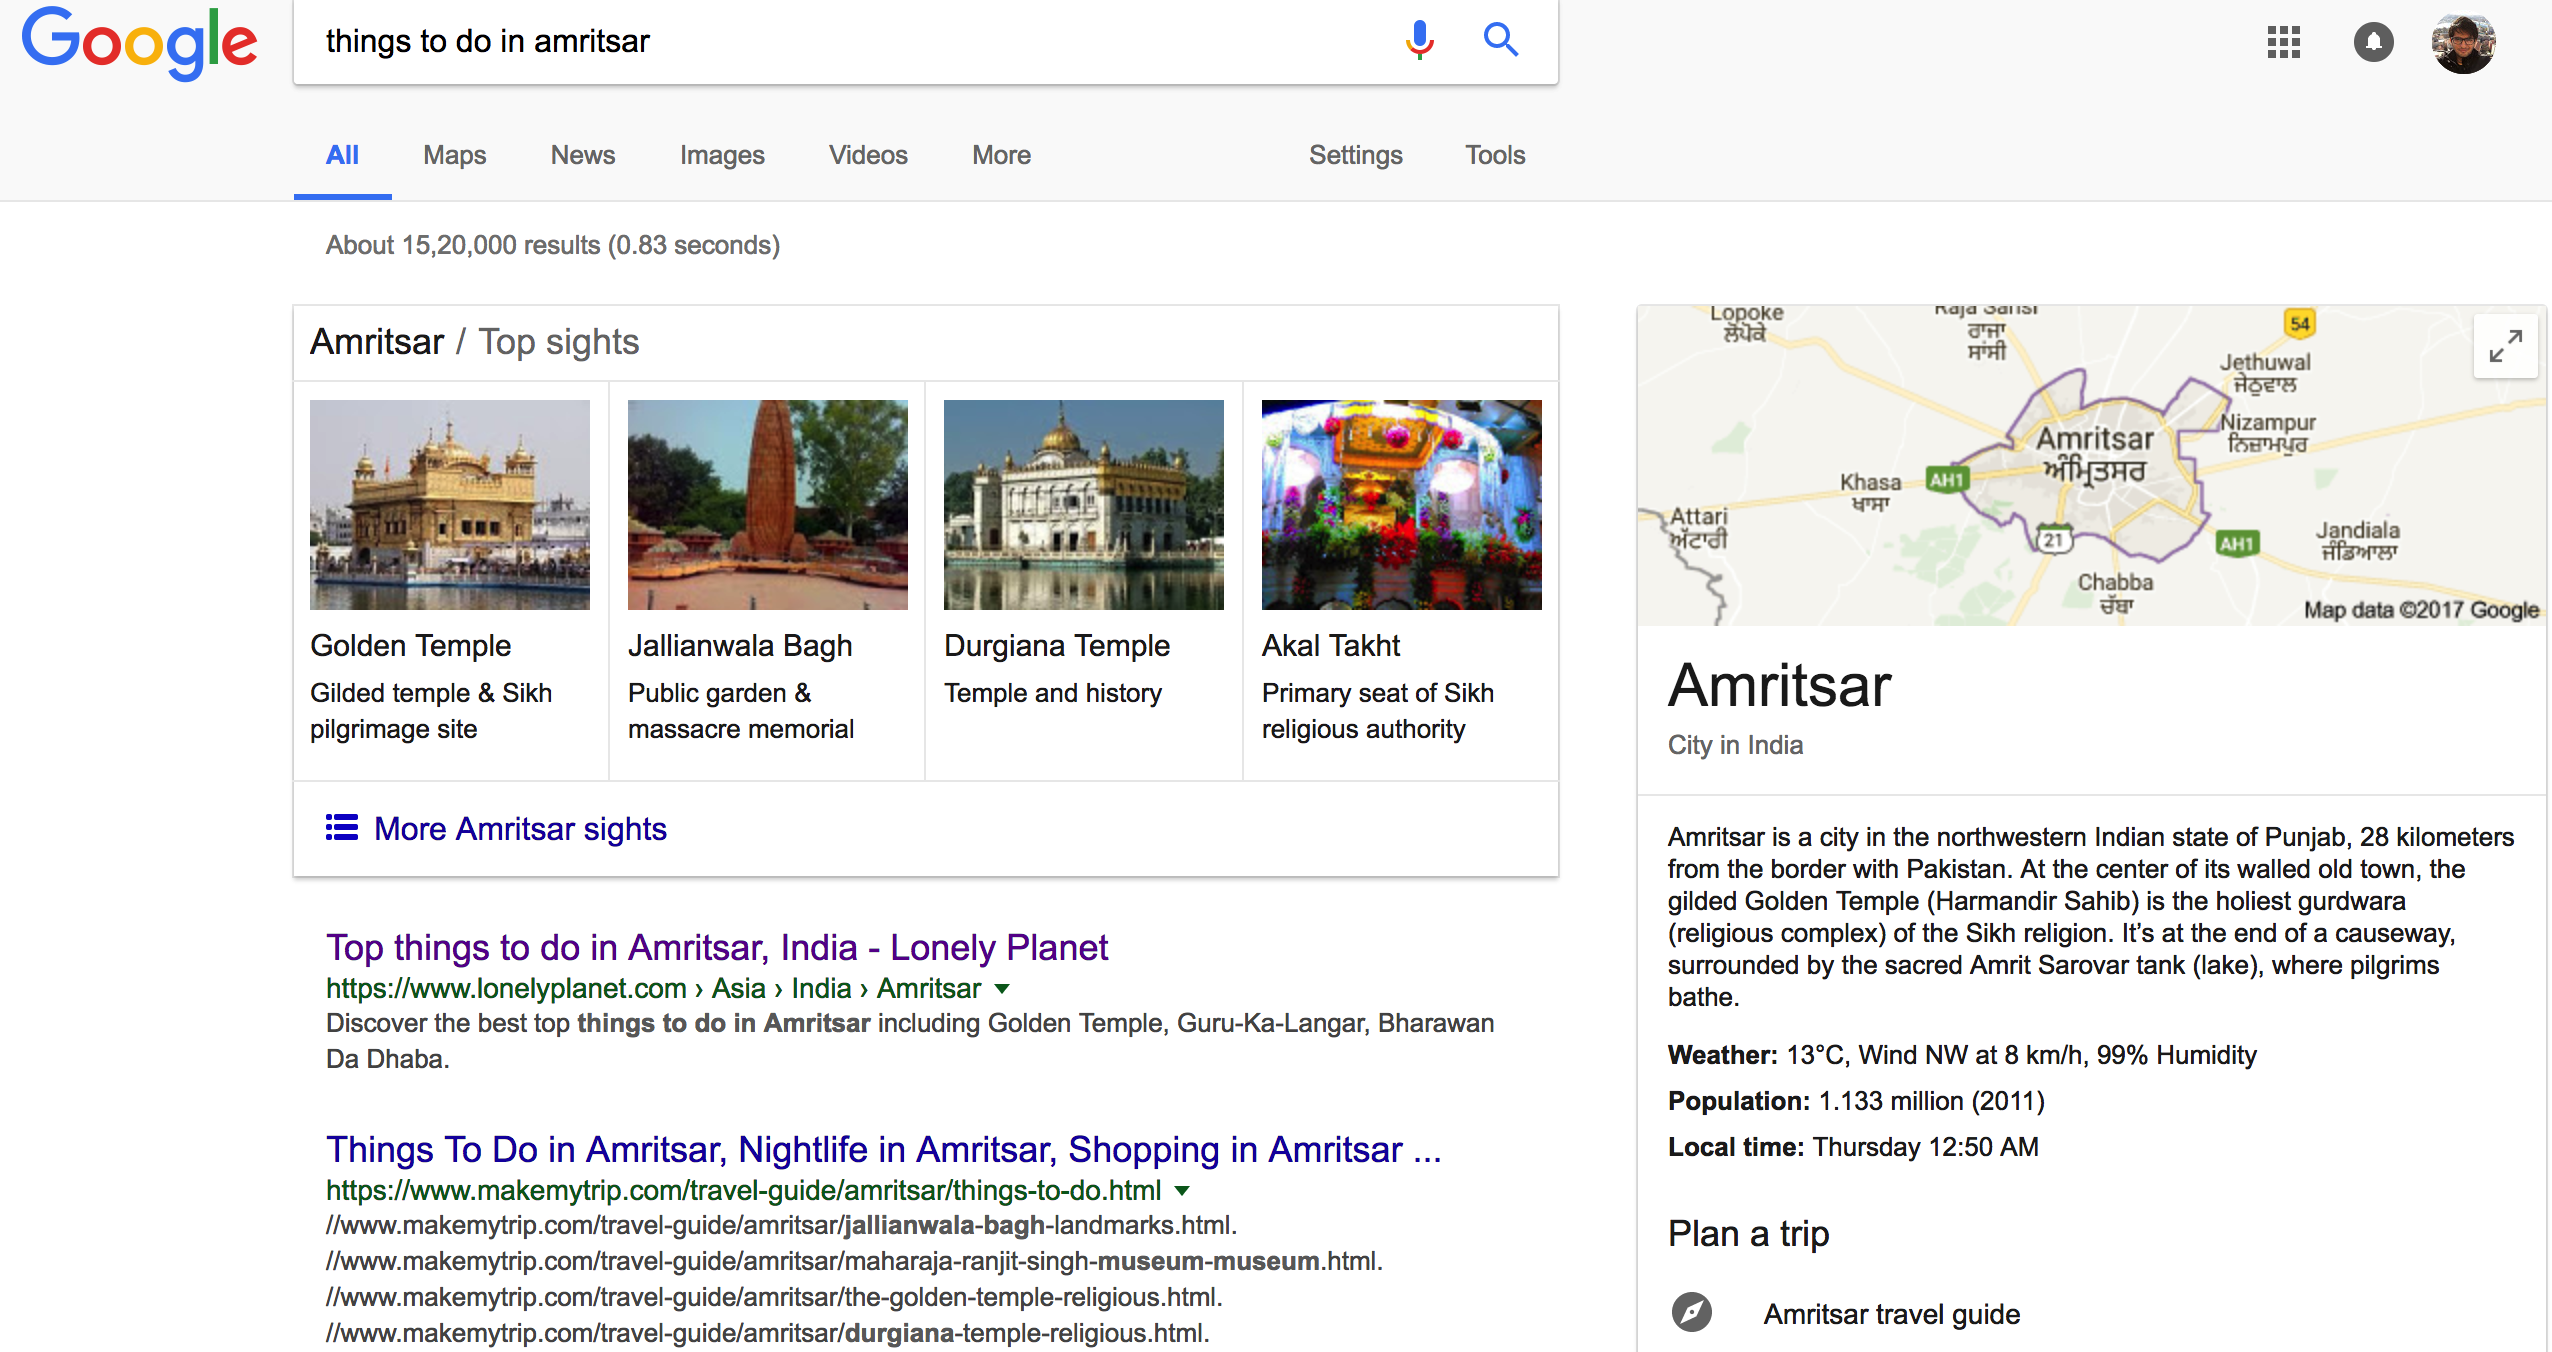 Google
things to do in amritsar
All Maps News Images Videos More Settings Tools
About 15,20,000 results (0.83 seconds)
Amritsar / Top sights
Golden Temple
Gilded temple & Sikh
pilgrimage site
Jallianwala Bagh
Public garden &
massacre memorial
Durgiana Temple
Temple and history
Akal Takht
Primary seat of Sikh
religious authority
More Amritsar sights
Top things to do in Amritsar, India - Lonely Planet
https://www.lonelyplanet.com › Asia › India › Amritsar
Discover the best top things to do in Amritsar including Golden Temple, Guru-Ka-Langar, Bharawan
Da Dhaba.
Things To Do in Amritsar, Nightlife in Amritsar, Shopping in Amritsar ...
https://www.makemytrip.com/travel-guide/amritsar/things-to-do.html
//www.makemytrip.com/travel-guide/amritsar/jallianwala-bagh-landmarks.html.
//www.makemytrip.com/travel-guide/amritsar/maharaja-ranjit-singh-museum-museum.html.
//www.makemytrip.com/travel-guide/amritsar/the-golden-temple-religious.html.
//www.makemytrip.com/travel-guide/amritsar/durgiana-temple-religious.html.
Lopoke
ਲੋਪੋਕੇ
Raja Sansi
ਰਾਜਾ
ਸਾਂਸੀ
54
Jethuwal
ਜੇਠੂਵਾਲ
Nizampur
ਨਿਜ਼ਾਮਪੁਰ
Amritsar
ਅੰਮ੍ਰਿਤਸਰ
Khasa
ਖਾਸਾ
AH1
Attari
ਅੱਟਾਰੀ
21
AH1
Jandiala
ਜੰਡਿਆਲਾ
Chabba
ਚੱਬਾ
Map data ©2017 Google
Amritsar
City in India
Amritsar is a city in the northwestern Indian state of Punjab, 28 kilometers
from the border with Pakistan. At the center of its walled old town, the
gilded Golden Temple (Harmandir Sahib) is the holiest gurdwara
(religious complex) of the Sikh religion. It’s at the end of a causeway,
surrounded by the sacred Amrit Sarovar tank (lake), where pilgrims
bathe.
Weather: 13°C, Wind NW at 8 km/h, 99% Humidity
Population: 1.133 million (2011)
Local time: Thursday 12:50 AM
Plan a trip
Amritsar travel guide